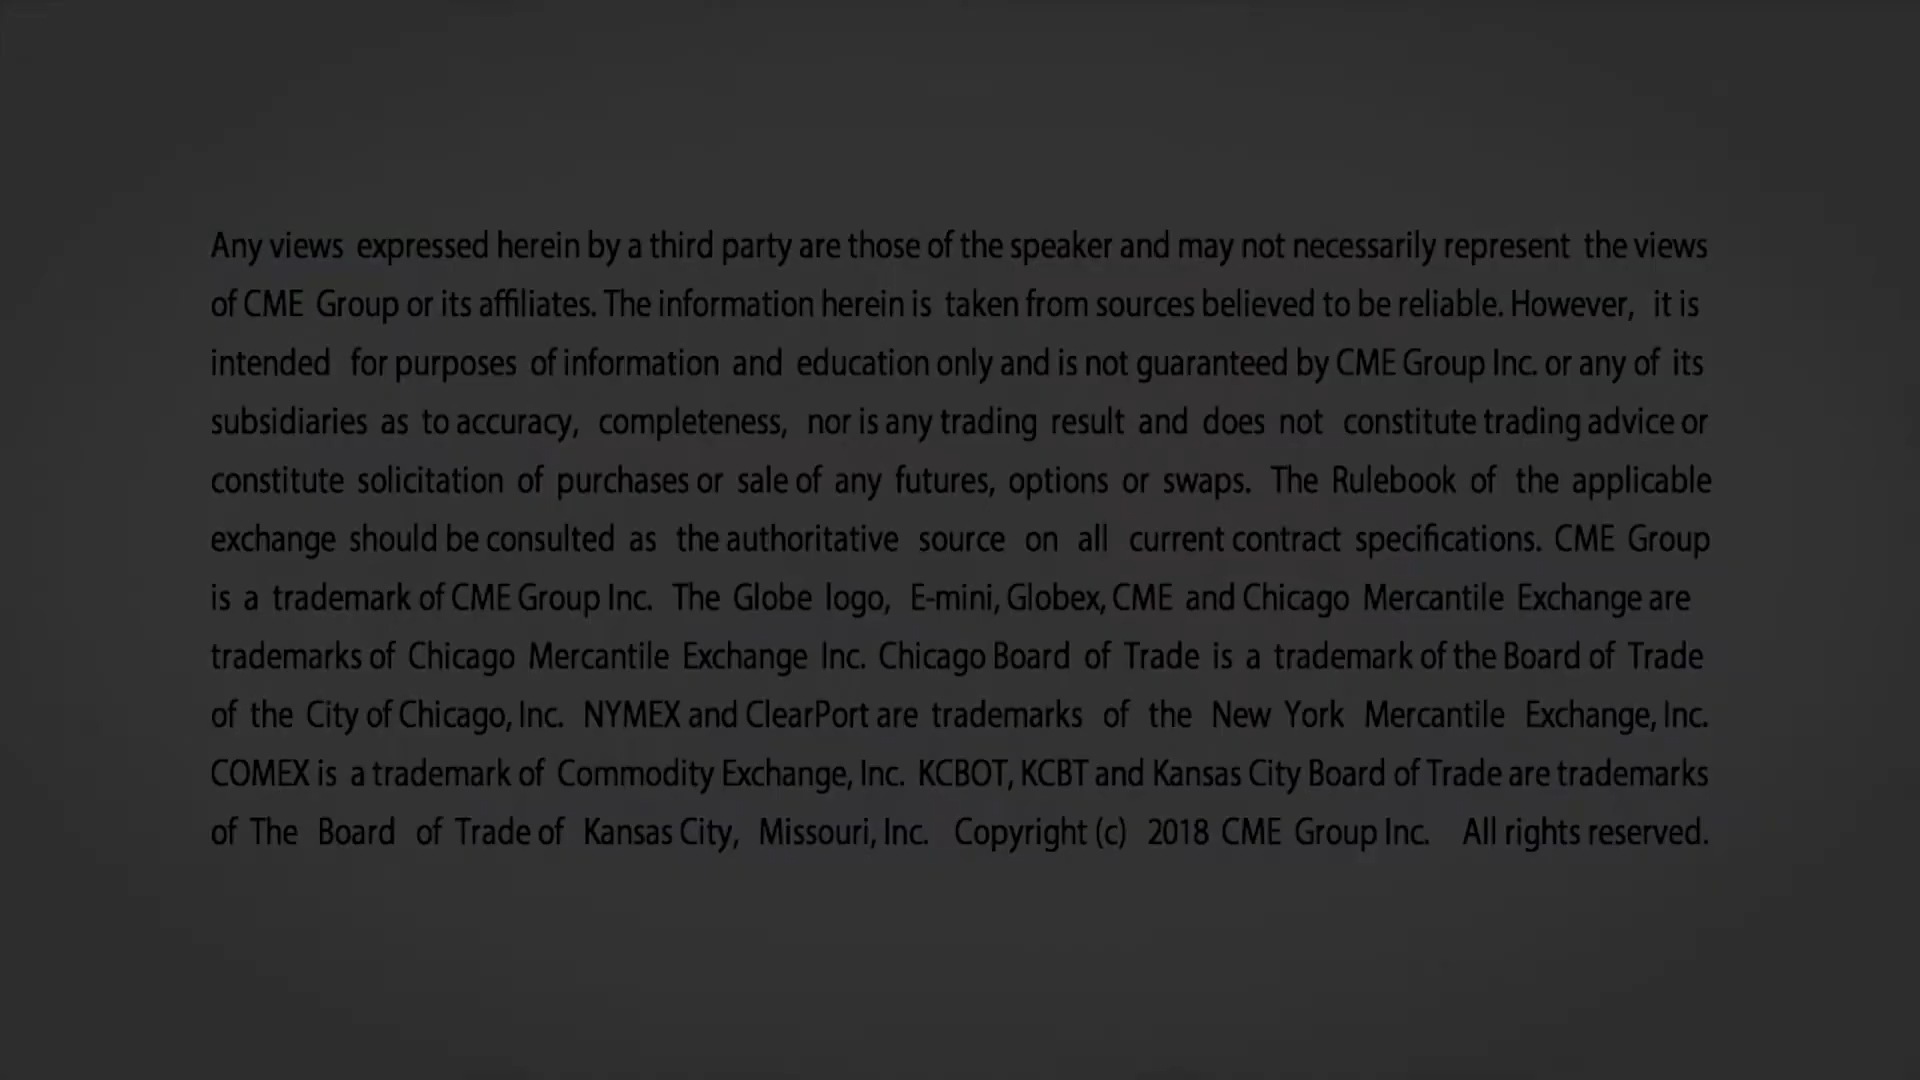 Any views expressed herein by a third party are those of the speaker and may not necessarily represent the views
of CME Group or its affiliates. The information herein is taken from sources believed to be reliable. However, it is
intended for purposes of information and education only and is not guaranteed by CME Group Inc. or any of its
subsidiaries as to accuracy, completeness, nor is any trading result and does not constitute trading advice or
constitute solicitation of purchases or sale of any futures, options or swaps. The Rulebook of the applicable
exchange should be consulted as the authoritative source on all current contract specifications. CME Group
is a trademark of CME Group Inc. The Globe logo, E-mini, Globex, CME and Chicago Mercantile Exchange are
trademarks of Chicago Mercantile Exchange Inc. Chicago Board of Trade is a trademark of the Board of Trade
of the City of Chicago, Inc. NYMEX and ClearPort are trademarks of the New York Mercantile Exchange, Inc.
COMEX is a trademark of Commodity Exchange, Inc. KCBOT, KCBT and Kansas City Board of Trade are trademarks
of The Board of Trade of Kansas City, Missouri, Inc. Copyright (c) 2018 CME Group Inc. All rights reserved.